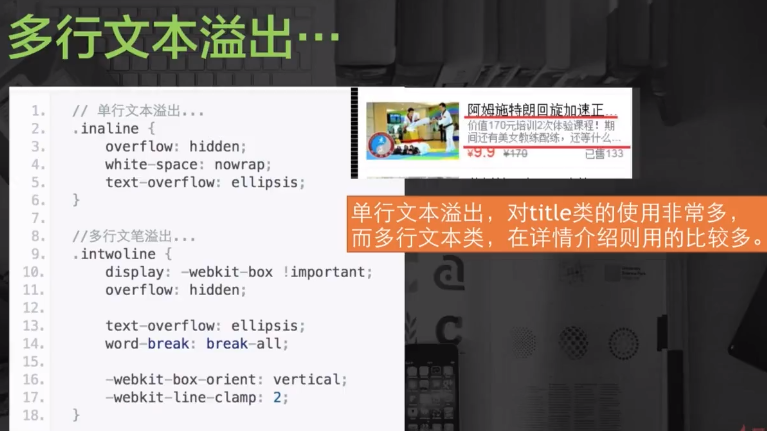 多行文本溢出…
1. // 单行文本溢出...
2. .inaline {
3. overflow: hidden;
4. white-space: nowrap;
5. text-overflow: ellipsis;
6. }
7.
8. //多行文笔溢出...
9. .intwoline {
10. display: -webkit-box !important;
11. overflow: hidden;
12.
13. text-overflow: ellipsis;
14. word-break: break-all;
15.
16. -webkit-box-orient: vertical;
17. -webkit-line-clamp: 2;
18. }
阿姆施特朗回旋加速正...
价值170元培训2次体验课程！期
间还有美女教练配练，还等什么...
¥9.9 ¥170 已售133
单行文本溢出，对title类的使用非常多，
而多行文本类，在详情介绍则用的比较多。